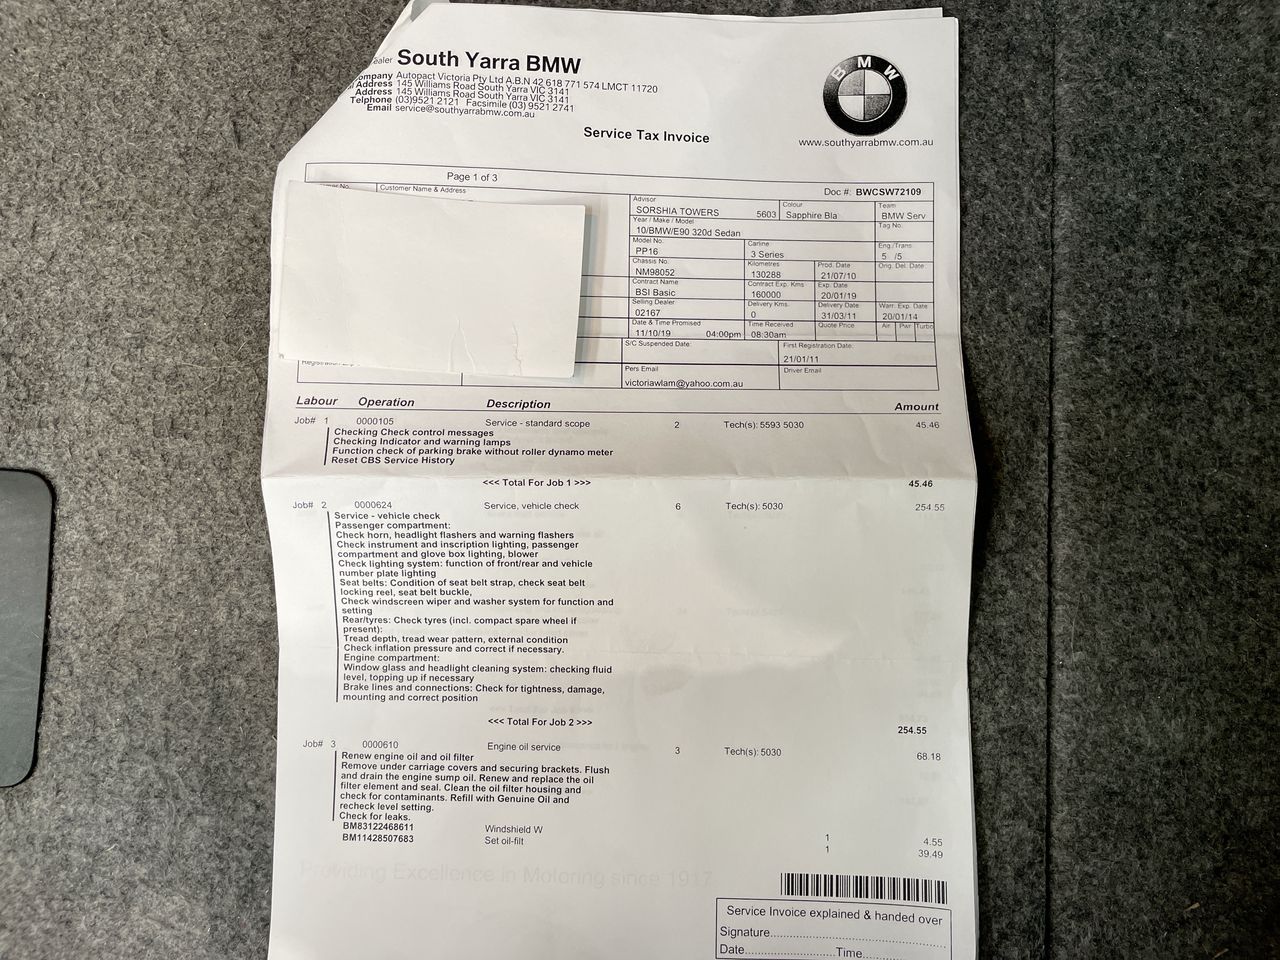 ealer South Yarra BMW
ompany Autopact Victoria Pty Ltd A.B.N 42 618 771 574 LMCT 11720
Address 145 Williams Road South Yarra VIC 3141
Address 145 Williams Road South Yarra VIC 3141
Telphone (03)9521 2121 Facsimile (03) 9521 2741
Email service@southyarrabmw.com.au
BMW
www.southyarrabmw.com.au
Service Tax Invoice
Page 1 of 3
Doc #: BWCSW72109
No. Customer Name & Address
Advisor Colour Team
SORSHIA TOWERS 5603 Sapphire Bla BMW Serv
Year / Make / Model Tag No.
10/BMW/E90 320d Sedan
Model No. Carline Eng./Trans.
PP16 3 Series 5 /5
Chassis No. Kilometres Prod. Date Orig. Del. Date
NM98052 130288 21/07/10
Contract Name Contract Exp. Kms Exp. Date
BSI Basic 160000 20/01/19
Selling Dealer Delivery Kms. Delivery Date Warr. Exp. Date
02167 0 31/03/11 20/01/14
Date & Time Promised Time Received Quote Price Air. Pwr Turbo
11/10/19 04:00pm 08:30am
S/C Suspended Date: First Registration Date:
21/01/11
Pers Email Driver Email
victoriawlam@yahoo.com.au
Labour Operation Description Amount
Job# 1 0000105 Service - standard scope 2 Tech(s): 5593 5030 45.46
Checking Check control messages
Checking Indicator and warning lamps
Function check of parking brake without roller dynamo meter
Reset CBS Service History
<<< Total For Job 1 >>> 45.46
Job# 2 0000624 Service, vehicle check 6 Tech(s): 5030 254.55
Service - vehicle check
Passenger compartment:
Check horn, headlight flashers and warning flashers
Check instrument and inscription lighting, passenger
compartment and glove box lighting, blower
Check lighting system: function of front/rear and vehicle
number plate lighting
Seat belts: Condition of seat belt strap, check seat belt
locking reel, seat belt buckle,
Check windscreen wiper and washer system for function and
setting
Rear/tyres: Check tyres (incl. compact spare wheel if
present):
Tread depth, tread wear pattern, external condition
Check inflation pressure and correct if necessary.
Engine compartment:
Window glass and headlight cleaning system: checking fluid
level, topping up if necessary
Brake lines and connections: Check for tightness, damage,
mounting and correct position
<<< Total For Job 2 >>> 254.55
Job# 3 0000610 Engine oil service 3 Tech(s): 5030 68.18
Renew engine oil and oil filter
Remove under carriage covers and securing brackets. Flush
and drain the engine sump oil. Renew and replace the oil
filter element and seal. Clean the oil filter housing and
check for contaminants. Refill with Genuine Oil and
recheck level setting.
Check for leaks.
BM83122468611 Windshield W 1 4.55
BM11428507683 Set oil-filt 1 39.49
Providing Excellence in Motoring since 1917
Service Invoice explained & handed over
Signature
Date Time